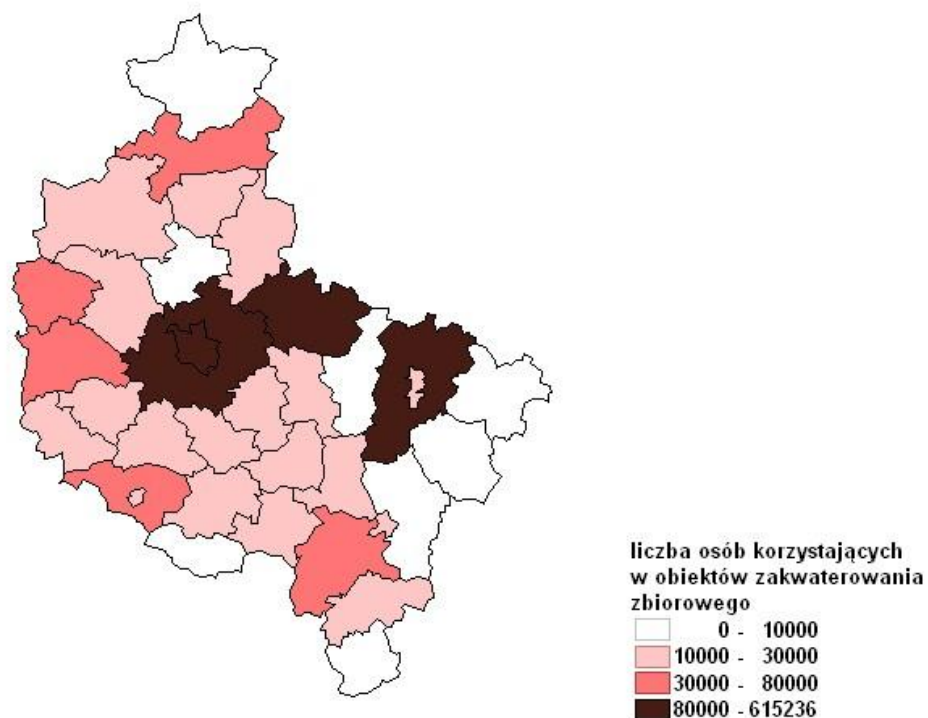 liczba osób korzystających
w obiektów zakwaterowania
zbiorowego
0 - 10000
10000 - 30000
30000 - 80000
80000 - 615236